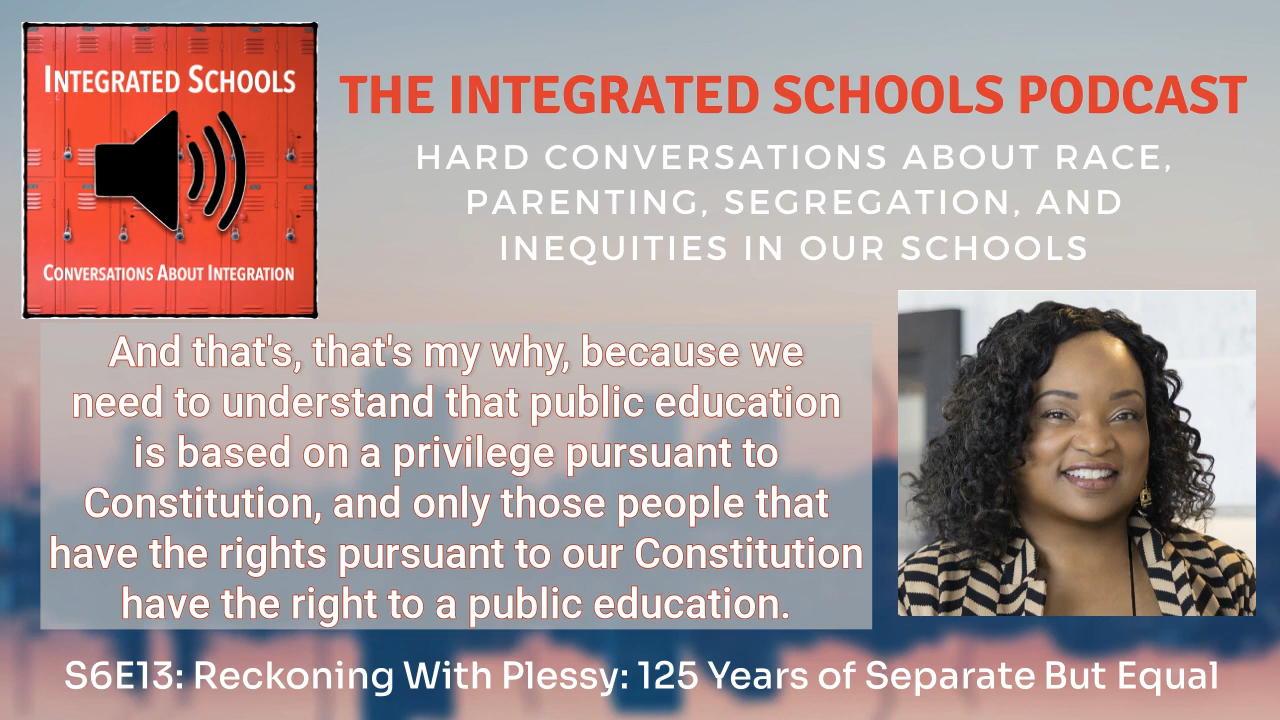 INTEGRATED SCHOOLS
CONVERSATIONS ABOUT INTEGRATION
THE INTEGRATED SCHOOLS PODCAST
HARD CONVERSATIONS ABOUT RACE,
PARENTING, SEGREGATION, AND
INEQUITIES IN OUR SCHOOLS
And that's, that's my why, because we
need to understand that public education
is based on a privilege pursuant to
Constitution, and only those people that
have the rights pursuant to our Constitution
have the right to a public education.
S6E13: Reckoning With Plessy: 125 Years of Separate But Equal